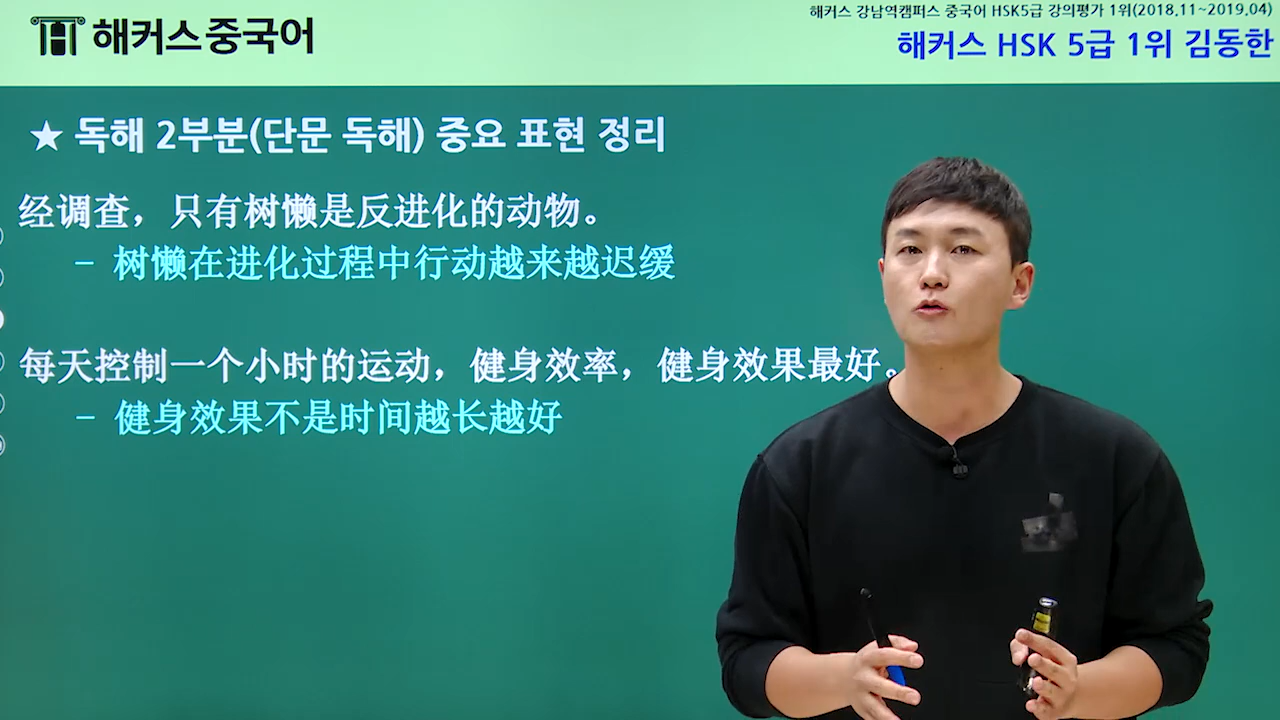 해커스중국어
해커스 강남역캠퍼스 중국어 HSK5급 강의평가 1위(2018.11~2019.04)
해커스 HSK 5급 1위 김동한
★ 독해 2부분(단문 독해) 중요 표현 정리
经调查，只有树懒是反进化的动物。
– 树懒在进化过程中行动越来越迟缓
每天控制一个小时的运动，健身效率，健身效果最好。
– 健身效果不是时间越长越好